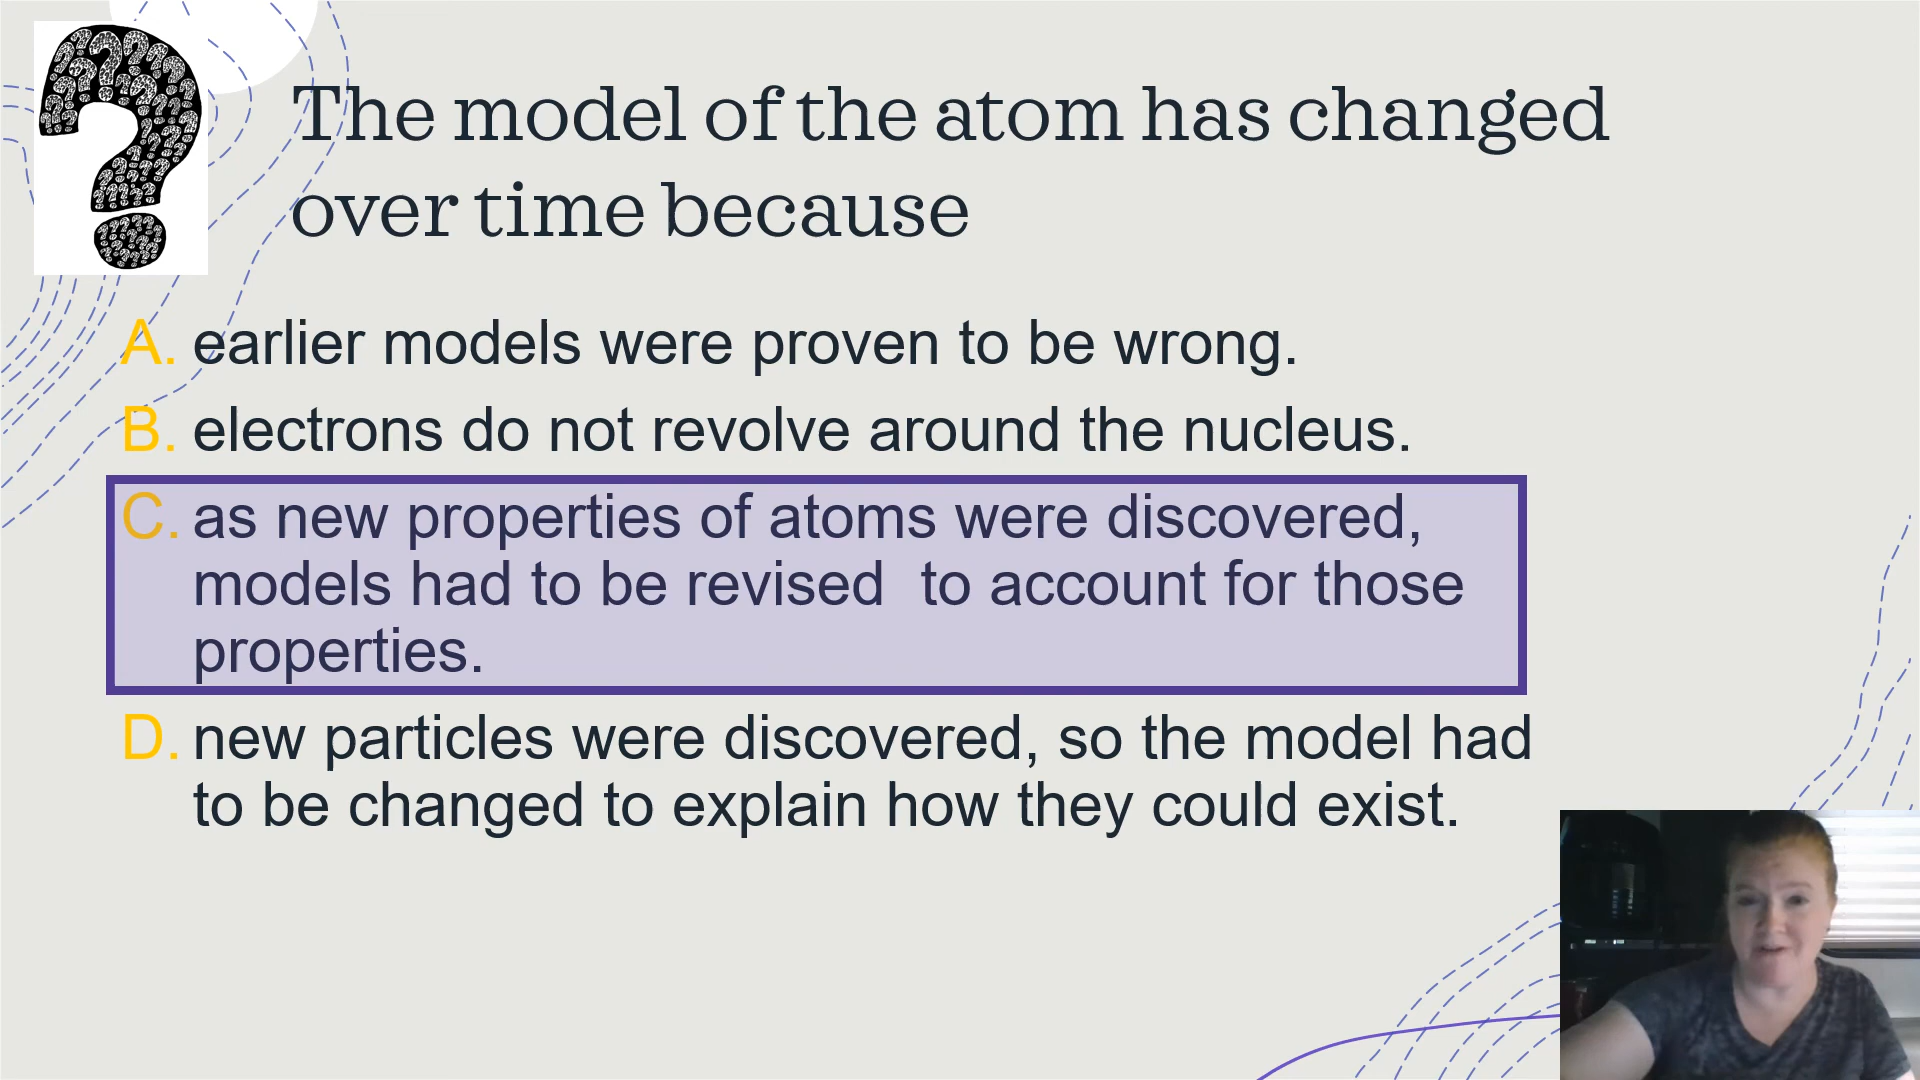 The model of the atom has changed
over time because
A. earlier models were proven to be wrong.
B. electrons do not revolve around the nucleus.
C. as new properties of atoms were discovered,
models had to be revised  to account for those
properties.
D. new particles were discovered, so the model had
to be changed to explain how they could exist.